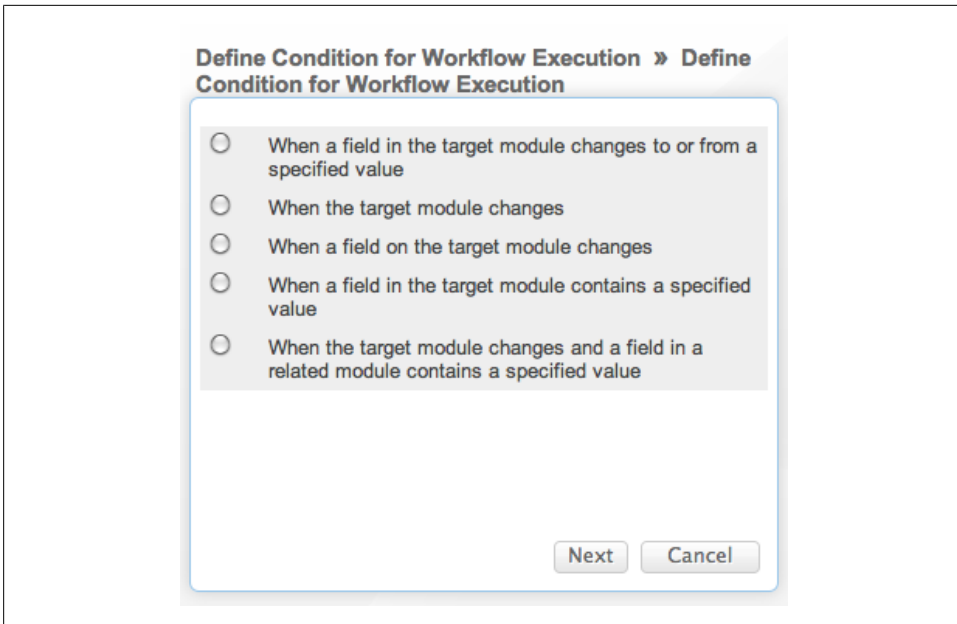 Define Condition for Workflow Execution » Define
Condition for Workflow Execution
When a field in the target module changes to or from a
specified value
When the target module changes
When a field on the target module changes
When a field in the target module contains a specified
value
When the target module changes and a field in a
related module contains a specified value
Next Cancel